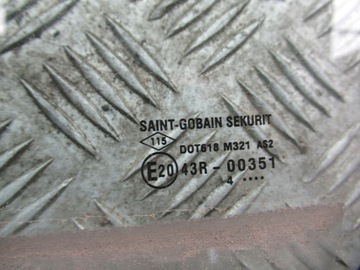 SAINT-GOBAIN SEKURIT
115 DOT618 M321 AS2
E20 43R-00351
4 ....